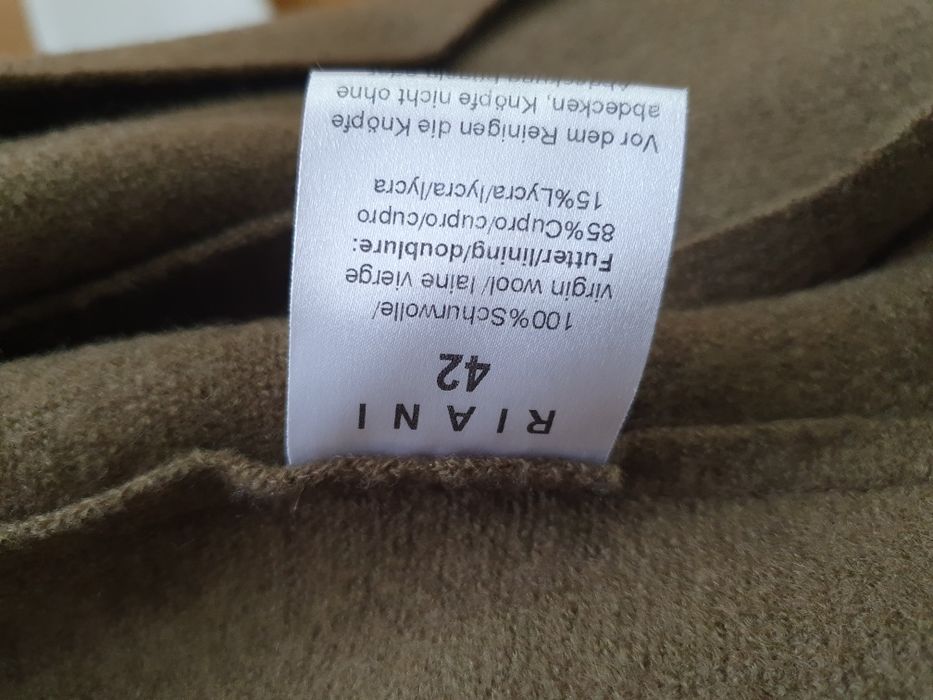 RIANI
42
100%Schurwolle/
virgin wool/ laine vierge
Futter/lining/doublure:
85%Cupro/cupro/cupro
15%Lycra/lycra/lycra
Vor dem Reinigen die Knöpfe
abdecken, Knöpfe nicht ohne